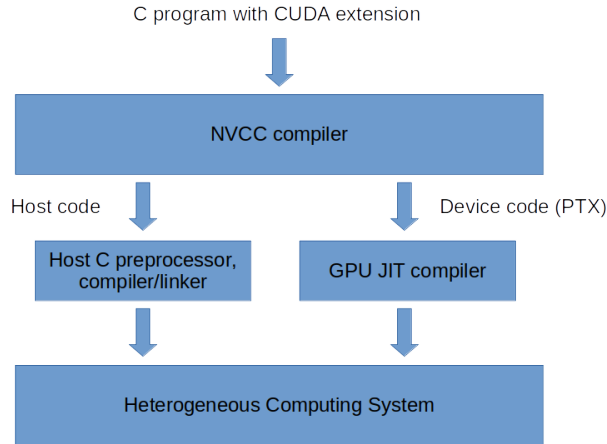 C program with CUDA extension
NVCC compiler
Host code
Device code (PTX)
Host C preprocessor,
compiler/linker
GPU JIT compiler
Heterogeneous Computing System